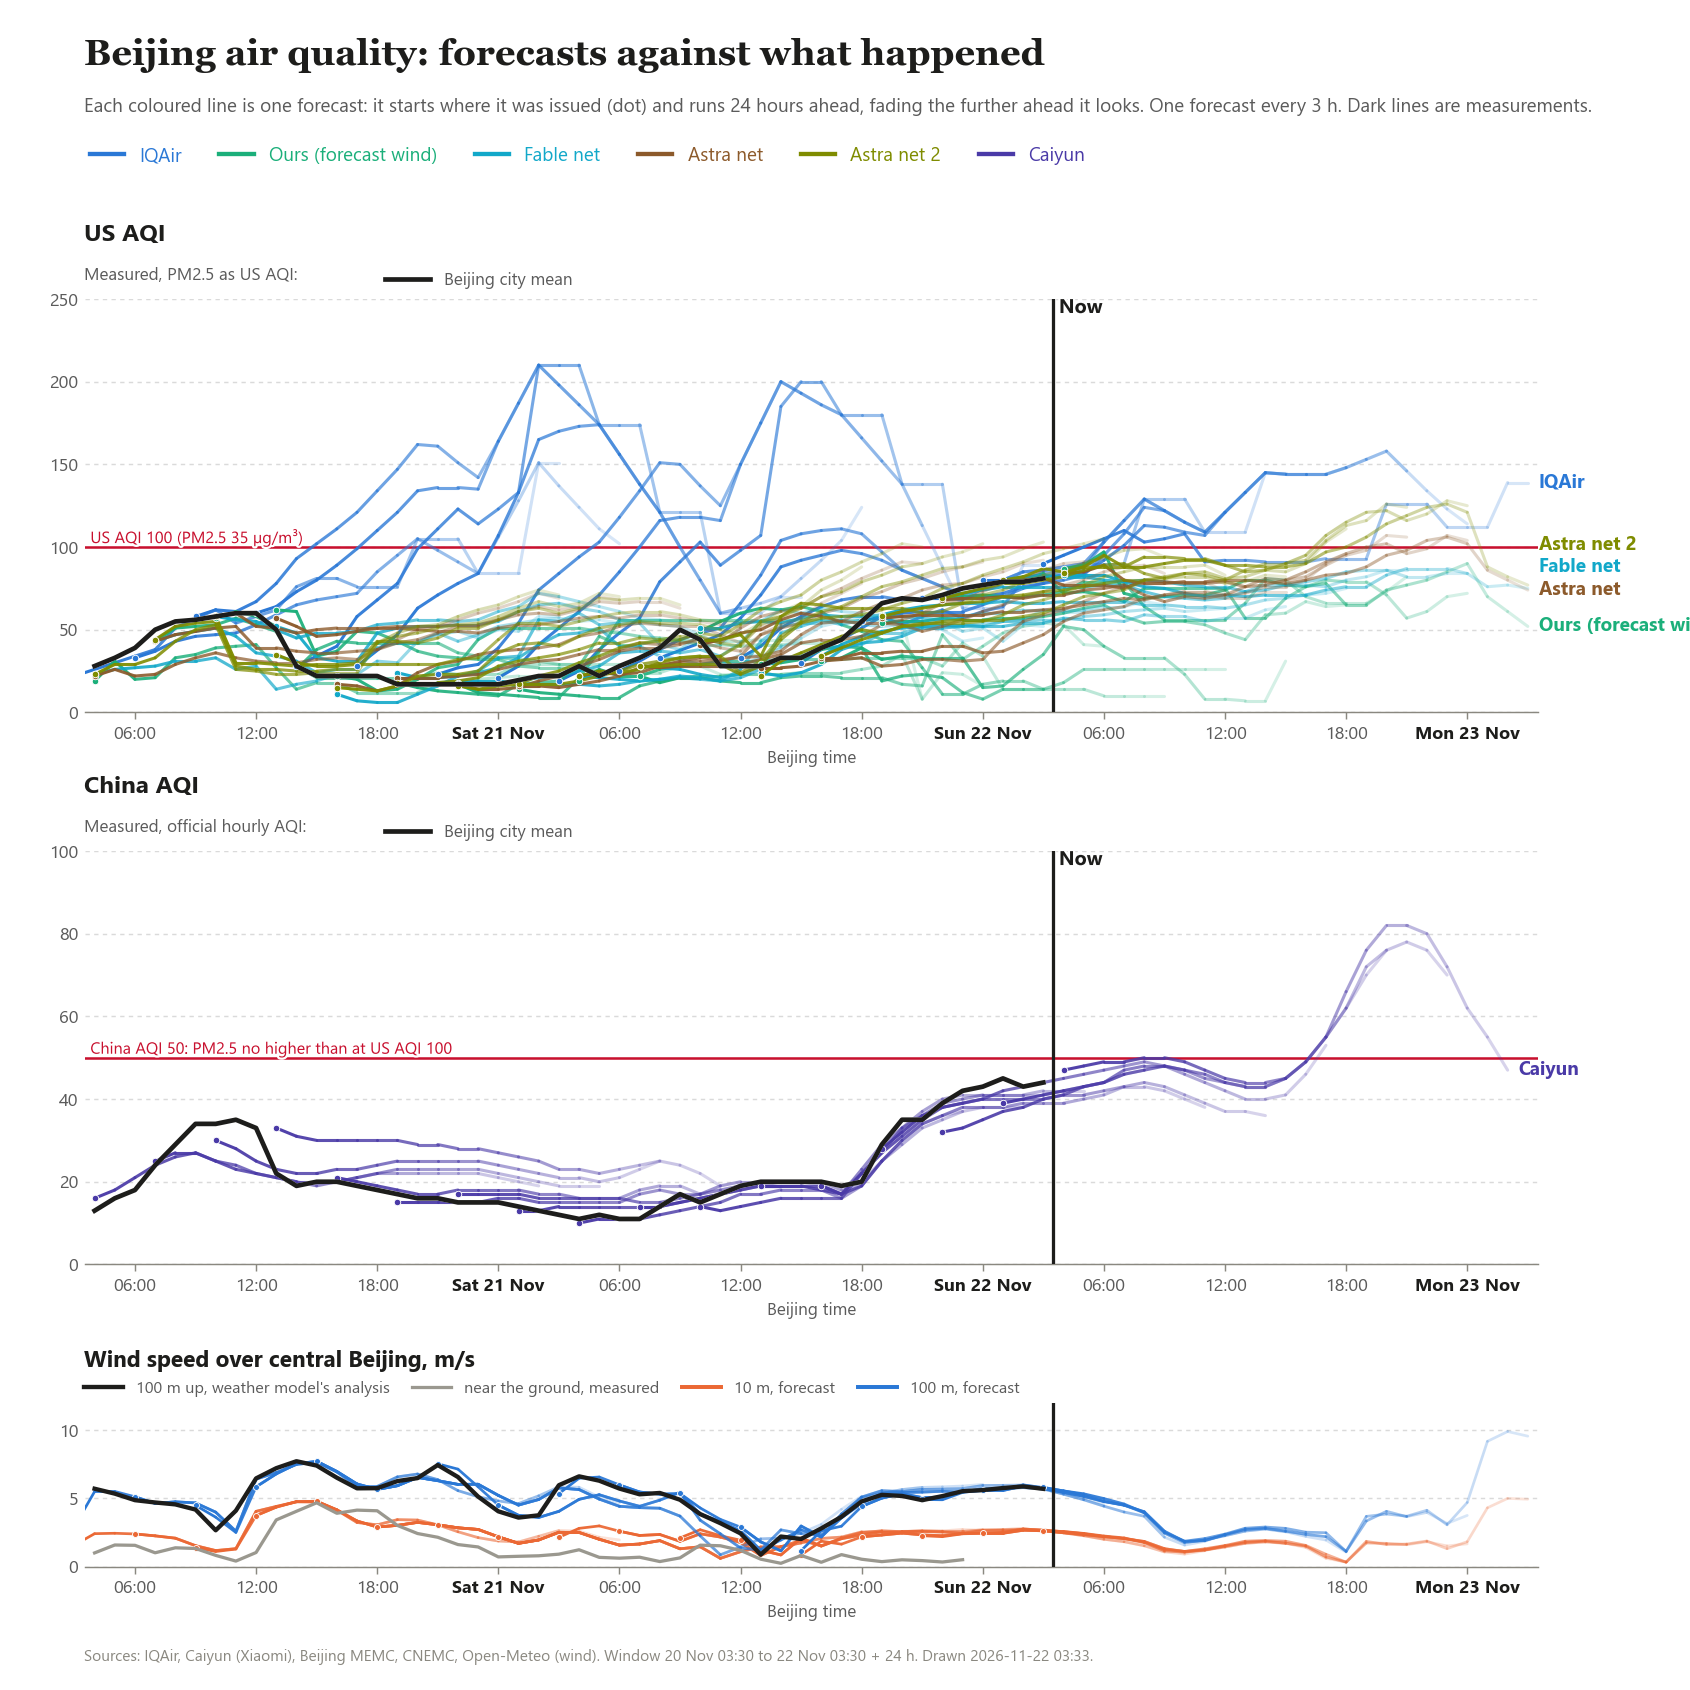 Beijing air quality: forecasts against what happened
Each coloured line is one forecast: it starts where it was issued (dot) and runs 24 hours ahead, fading the further ahead it looks. One forecast every 3 h. Dark lines are measurements.
IQAir Ours (forecast wind) Fable net Astra net Astra net 2 Caiyun
US AQI
Measured, PM2.5 as US AQI: Beijing city mean
250
Now
200
150
IQAir
US AQI 100 (PM2.5 35 µg/m³)
100
Astra net 2
Fable net
Astra net
50
Ours (forecast wi
0
06:00 12:00 18:00 Sat 21 Nov 06:00 12:00 18:00 Sun 22 Nov 06:00 12:00 18:00 Mon 23 Nov
Beijing time
China AQI
Measured, official hourly AQI: Beijing city mean
100
Now
80
60
China AQI 50: PM2.5 no higher than at US AQI 100
Caiyun
40
20
0
06:00 12:00 18:00 Sat 21 Nov 06:00 12:00 18:00 Sun 22 Nov 06:00 12:00 18:00 Mon 23 Nov
Beijing time
Wind speed over central Beijing, m/s
100 m up, weather model's analysis near the ground, measured 10 m, forecast 100 m, forecast
10
5
0
06:00 12:00 18:00 Sat 21 Nov 06:00 12:00 18:00 Sun 22 Nov 06:00 12:00 18:00 Mon 23 Nov
Beijing time
Sources: IQAir, Caiyun (Xiaomi), Beijing MEMC, CNEMC, Open-Meteo (wind). Window 20 Nov 03:30 to 22 Nov 03:30 + 24 h. Drawn 2026-11-22 03:33.